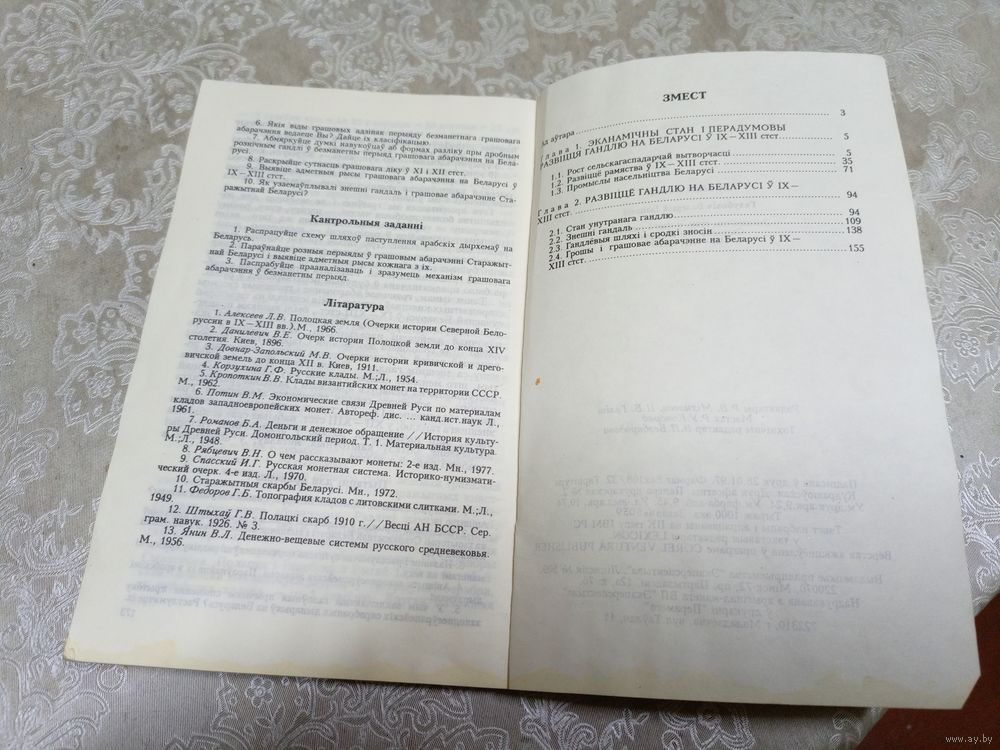 6. Якія віды грашовых адзінак перыяду безманетнага грашовага
абарачэння ведаеце Вы? Дайце іх класіфікацыю.
7. Абмяркуйце думкі навукоўцаў аб формах разліку пры дробным
рознічным гандлі ў безманетны перыяд грашовага абарачэння на Бела-
русі.
8. Раскрыйце сутнасць грашовага ліку ў XI і XII стст.
9. Выявіце адметныя рысы грашовага абарачэння на Беларусі ў
IX—XIII стст.
10. Як узаемаўплывалі знешні гандаль і грашовае абарачэнне Ста-
ражытнай Беларусі?
Кантрольныя заданні
1. Распрацуйце схему шляхоў паступлення арабскіх дырхемаў на
Беларусь.
2. Параўнайце розныя перыяды ў грашовым абарачэнні Старажыт-
най Беларусі і выявіце адметныя рысы кожнага з іх.
3. Паспрабуйце прааналізаваць і зразумець механізм грашовага
абарачэння ў безманетны перыяд.
Літаратура
1. Алексеев Л.В. Полоцкая земля (Очерки истории Северной Бело-
руссии в IX—XIII вв.).М., 1966.
2. Данилевич В.Е. Очерк истории Полоцкой земли до конца XIV
столетия. Киев, 1896.
3. Довнар-Запольский М.В. Очерки истории кривичской и дрего-
вичской земель до конца XII в. Киев, 1911.
4. Корзухина Г.Ф. Русские клады. М.;Л., 1954.
5. Кропоткин В.В. Клады византийских монет на территории СССР.
М., 1962.
6. Потин В.М. Экономические связи Древней Руси по материалам
кладов западноевропейских монет. Автореф. дис. ... канд.ист.наук Л.,
1961.
7. Романов Б.А. Деньги и денежное обращение//История культу-
ры Древней Руси. Домонгольский период. Т. 1. Материальная культура.
М.;Л., 1948.
8. Рябцевич В.Н. О чем рассказывают монеты: 2-е изд. Мн., 1977.
9. Спасский И.Г. Русская монетная система. Историко-нумизмати-
ческий очерк. 4-е изд. Л., 1970.
10. Старажытныя скарбы Беларусі. Мн., 1972.
11. Федоров Г.Б. Топография кладов с литовскими слитками. М.;Л.,
1949.
12. Штыхаў Г.В. Полацкі скарб 1910 г.//Весці АН БССР. Сер.
грам. навук. 1926. № 3.
13. Янин В.Л. Денежно-вещевые системы русского средневековья.
М., 1956.
ЗМЕСТ
ад аўтара 3
Глава 1. ЭКАНАМІЧНЫ СТАН І ПЕРАДУМОВЫ
РАЗВІЦЦЯ ГАНДЛЮ НА БЕЛАРУСІ Ў IX—XIII стст. 5
1.1. Рост сельскагаспадарчай вытворчасці 5
1.2. Развіццё рамяства ў IX—XIII стст. 35
1.3. Промыслы насельніцтва Беларусі 71
Глава 2. РАЗВІЦЦЁ ГАНДЛЮ НА БЕЛАРУСІ Ў IX—
XIII стст. 94
2.1. Стан унутранага гандлю 94
2.2. Знешні гандаль 109
2.3. Гандлёвыя шляхі і сродкі зносін 138
2.4. Грошы і грашовае абарачэнне на Беларусі ў IX—
XIII стст. 155
www.ay.by